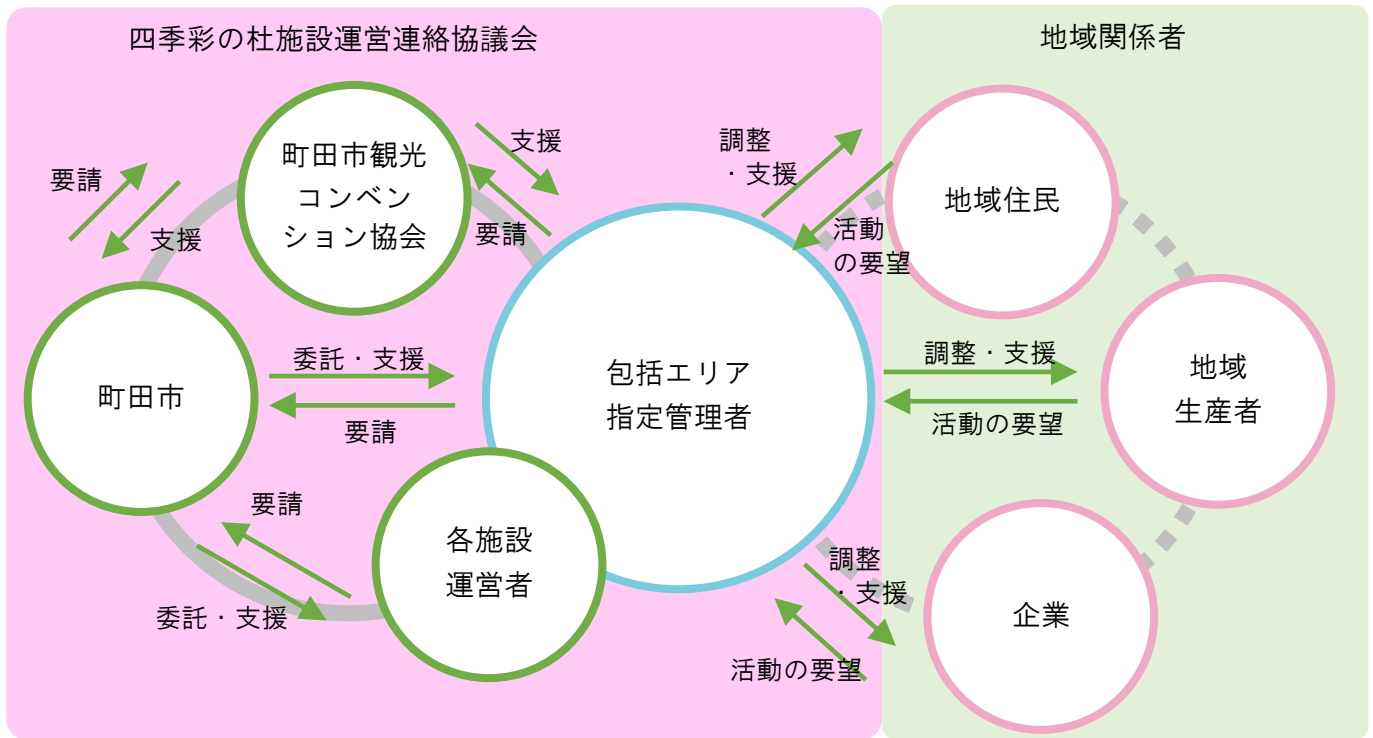 四季彩の杜施設運営連絡協議会
地域関係者
町田市観光
コンベン
ション協会
支援
要請
要請
支援
調整
・支援
活動
の要望
地域住民
町田市
委託・支援
要請
包括エリア
指定管理者
調整・支援
活動の要望
地域
生産者
要請
委託・支援
各施設
運営者
調整
・支援
活動の要望
企業